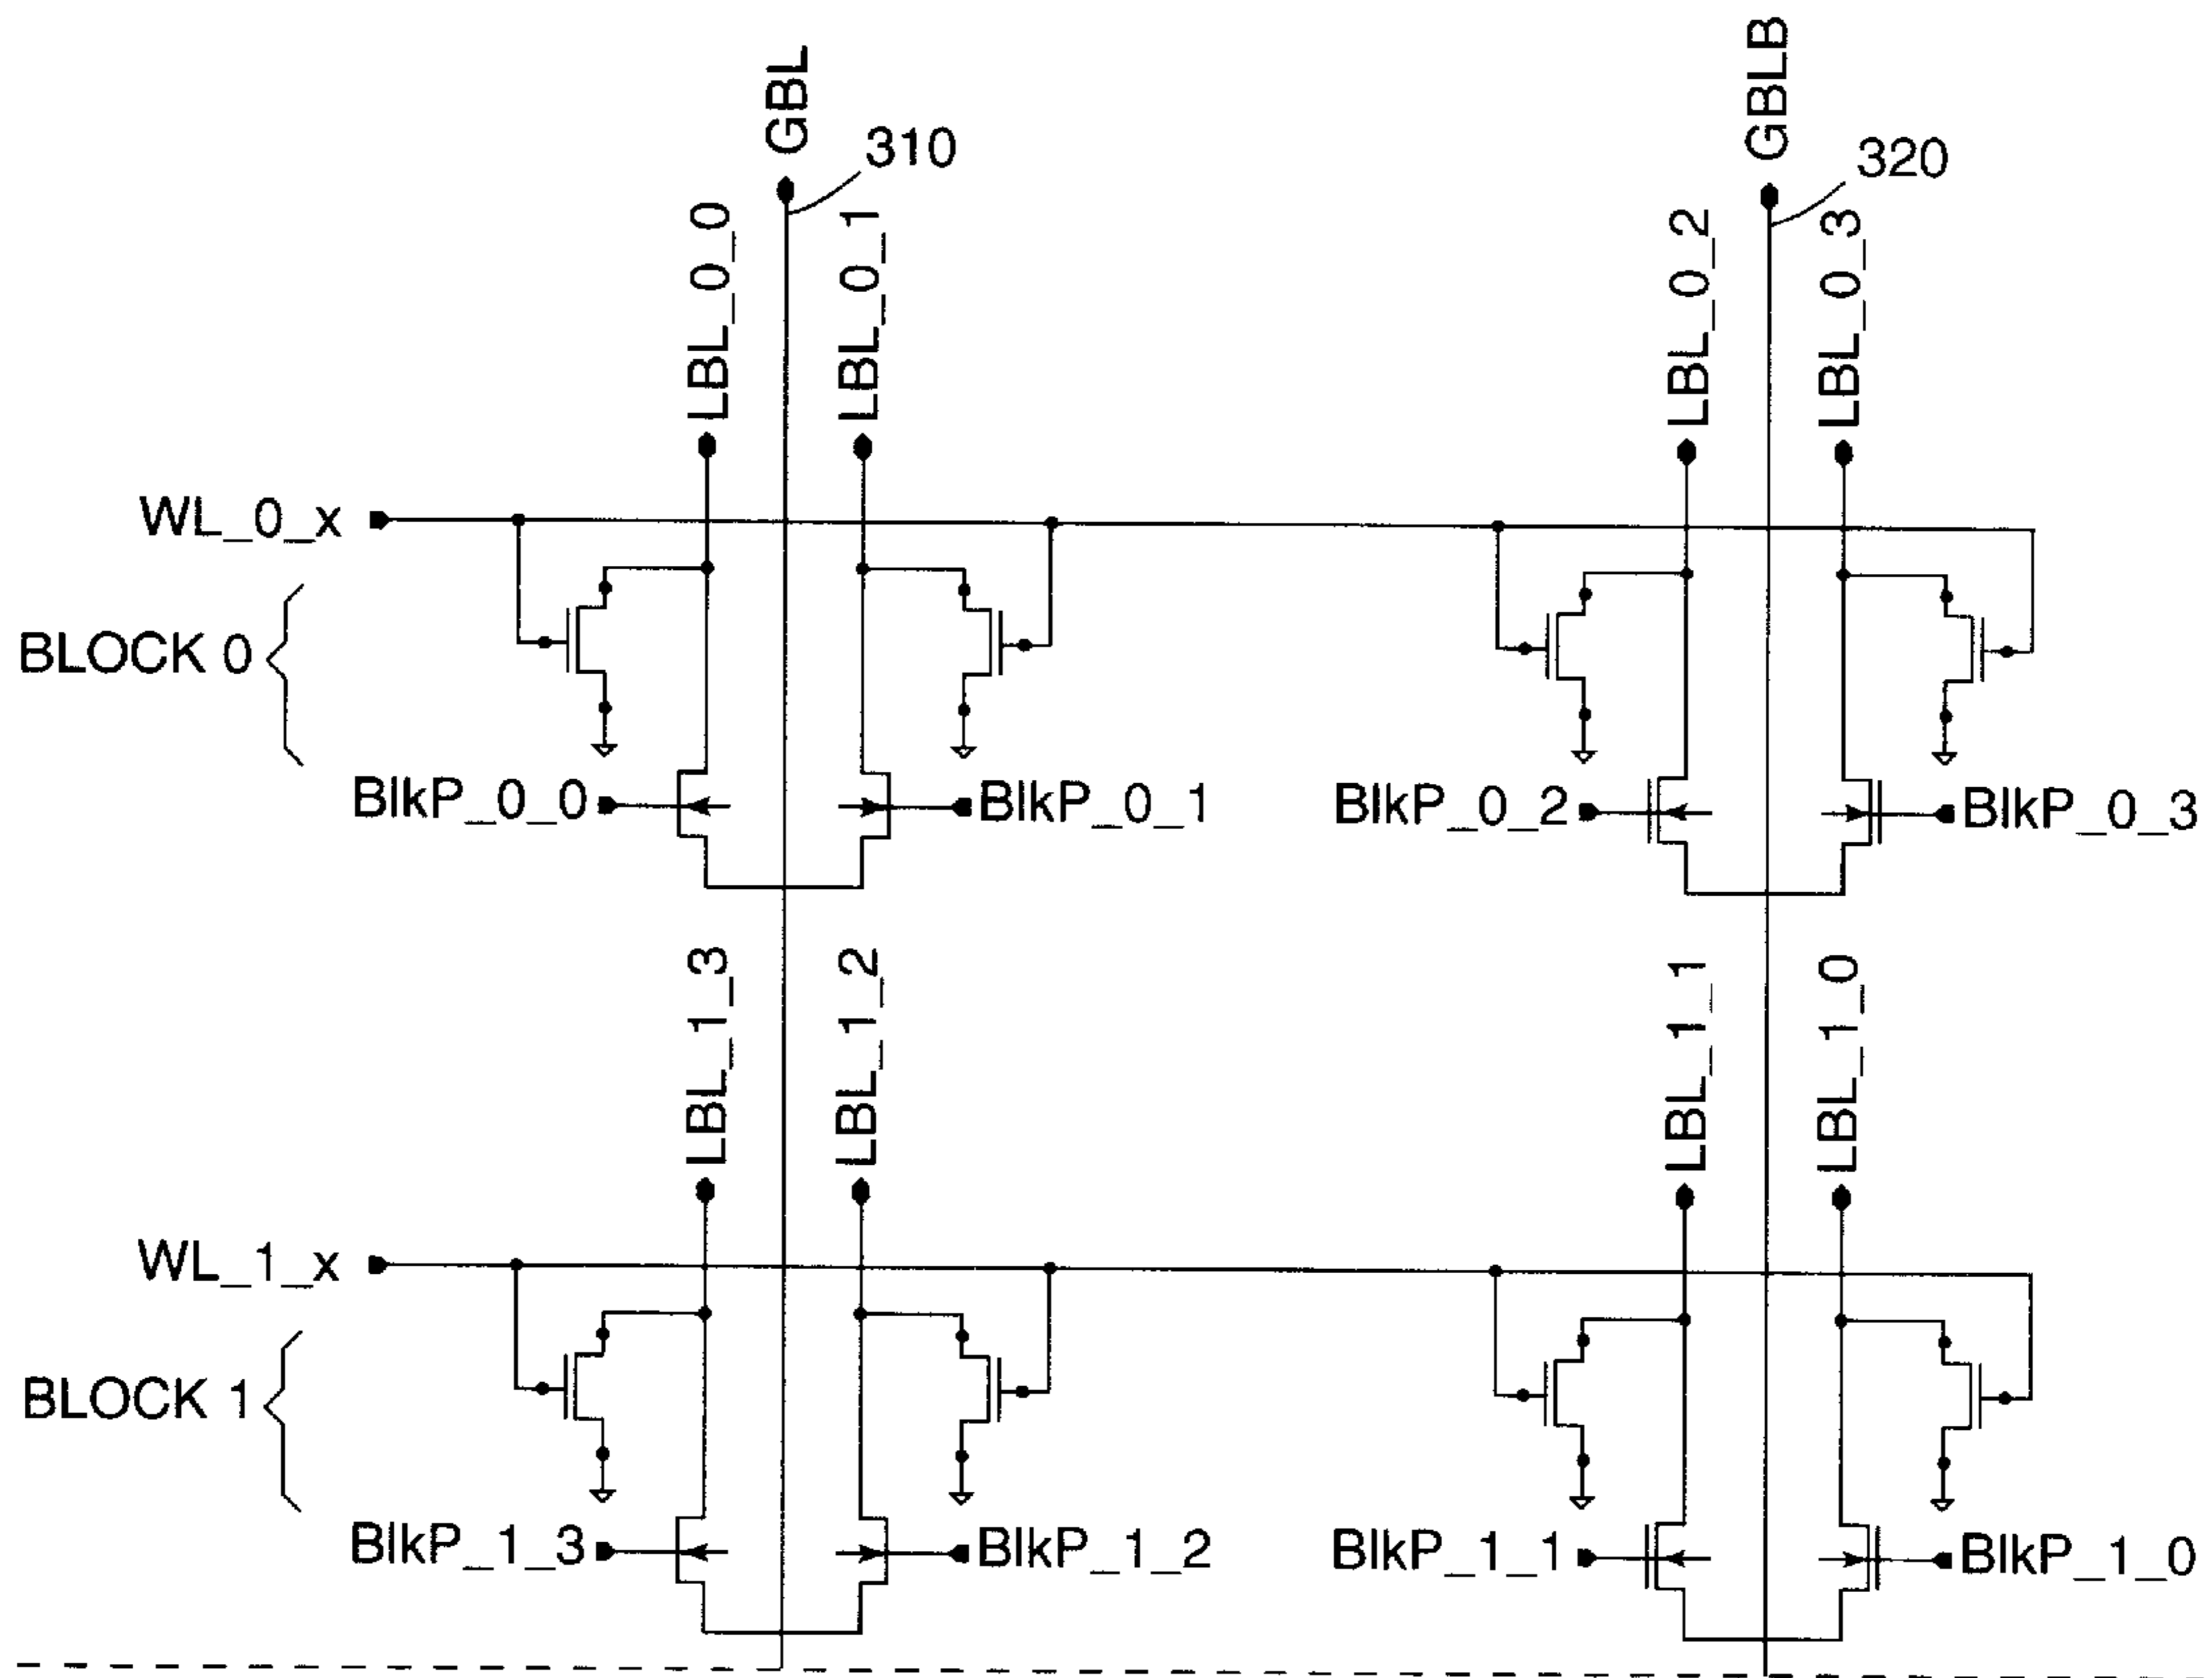 GBL
310
GBLB
320
LBL_0_0
LBL_0_1
LBL_0_2
LBL_0_3
WL_0_x
BLOCK 0
BlkP_0_0
BlkP_0_1
BlkP_0_2
BlkP_0_3
LBL_1_3
LBL_1_2
LBL_1_1
LBL_1_0
WL_1_x
BLOCK 1
BlkP_1_3
BlkP_1_2
BlkP_1_1
BlkP_1_0